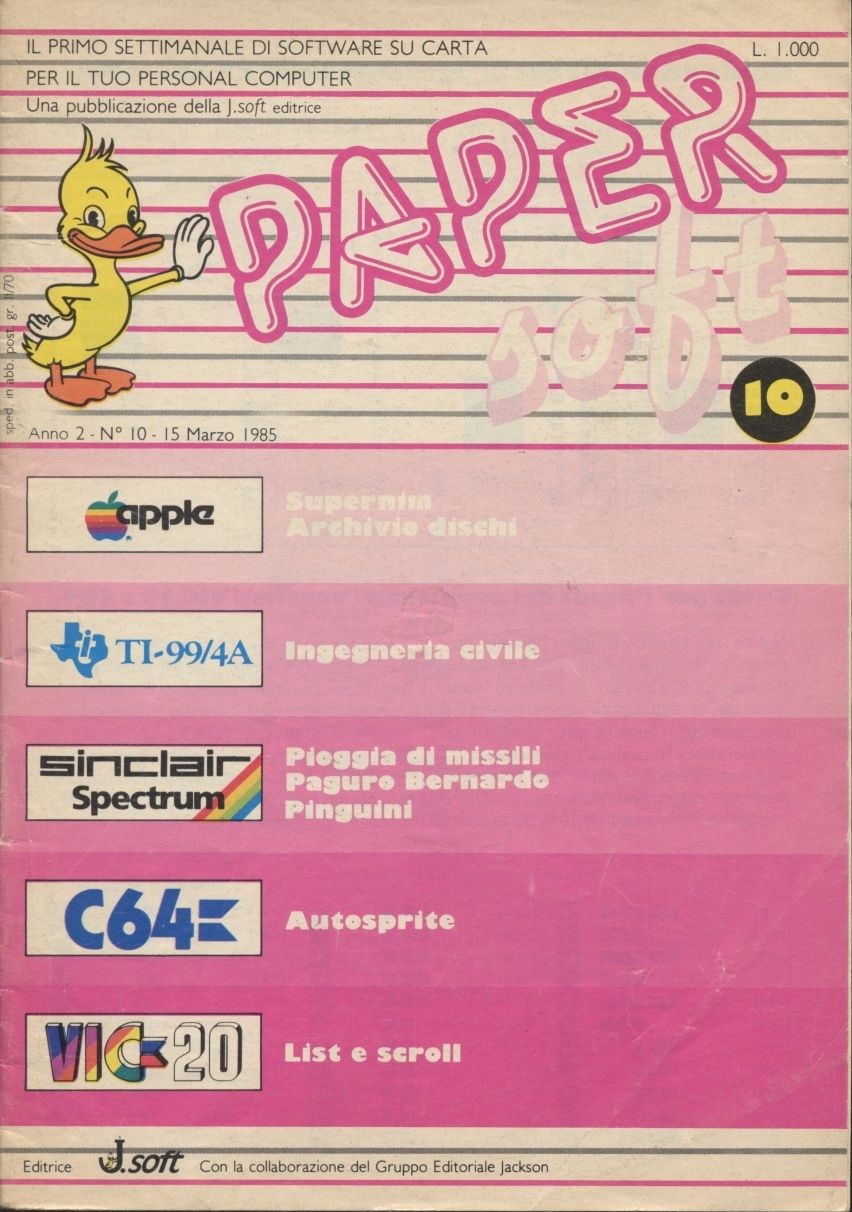 IL PRIMO SETTIMANALE DI SOFTWARE SU CARTA
L. 1.000
PER IL TUO PERSONAL COMPUTER
Una pubblicazione della J.soft editrice
PAPER
soft
10
sped. in abb. post. gr. II/70
Anno 2 - N° 10 - 15 Marzo 1985
apple
Supernim
Archivio dischi
ti TI-99/4A
Ingegneria civile
sinclair
Spectrum
Pioggia di missili
Paguro Bernardo
Pinguini
C64
Autosprite
VIC-20
List e scroll
Editrice J.soft Con la collaborazione del Gruppo Editoriale Jackson